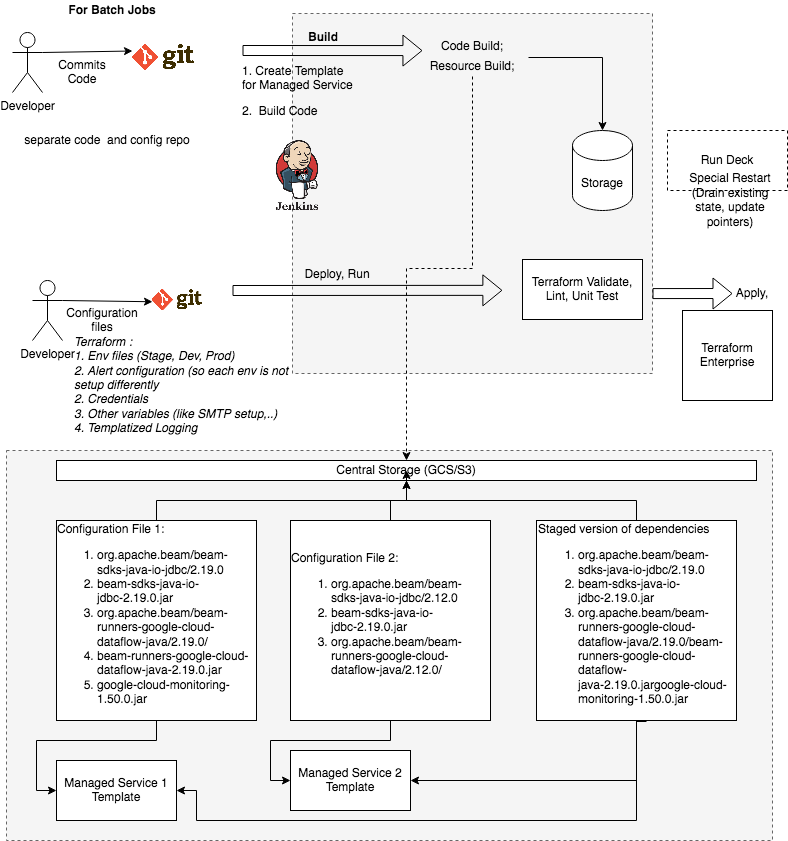 For Batch Jobs
git
Commits
Code
Developer
separate code  and config repo
Build
1. Create Template
for Managed Service
2.  Build Code
Code Build;
Resource Build;
Jenkins
Storage
Run Deck
Special Restart
(Drain existing
state, update
pointers)
git
Configuration
files
Developer
Terraform :
1. Env files (Stage, Dev, Prod)
2. Alert configuration (so each env is not
setup differently
2. Credentials
3. Other variables (like SMTP setup,..)
4. Templatized Logging
Deploy, Run
Terraform Validate,
Lint, Unit Test
Apply,
Terraform
Enterprise
Central Storage (GCS/S3)
Configuration File 1:
1. org.apache.beam/beam-
sdks-java-io-jdbc/2.19.0
2. beam-sdks-java-io-
jdbc-2.19.0.jar
3. org.apache.beam/beam-
runners-google-cloud-
dataflow-java/2.19.0/
4. beam-runners-google-cloud-
dataflow-java-2.19.0.jar
5. google-cloud-monitoring-
1.50.0.jar
Configuration File 2:
1. org.apache.beam/beam-
sdks-java-io-jdbc/2.12.0
2. beam-sdks-java-io-
jdbc-2.19.0.jar
3. org.apache.beam/beam-
runners-google-cloud-
dataflow-java/2.12.0/
Staged version of dependencies
1. org.apache.beam/beam-
sdks-java-io-jdbc/2.19.0
2. beam-sdks-java-io-
jdbc-2.19.0.jar
3. org.apache.beam/beam-
runners-google-cloud-
dataflow-java/2.19.0/beam-
runners-google-cloud-
dataflow-
java-2.19.0.jargoogle-cloud-
monitoring-1.50.0.jar
Managed Service 1
Template
Managed Service 2
Template